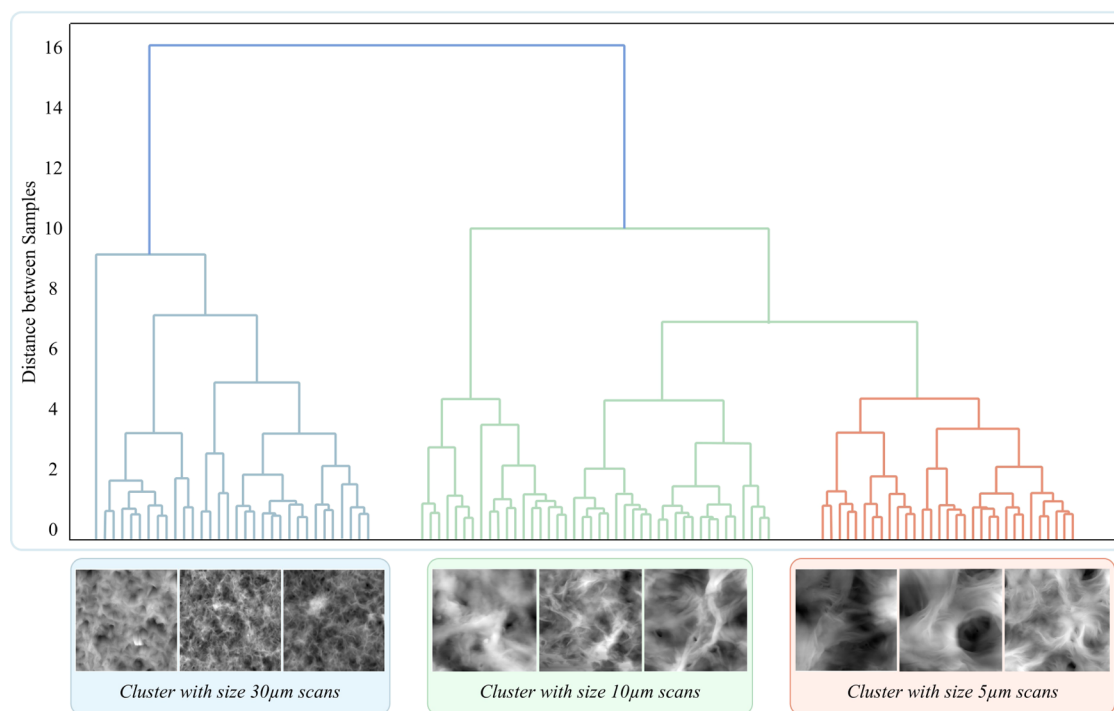 16
14
12
10
8
6
4
2
0
Distance between Samples
Cluster with size 30µm scans
Cluster with size 10µm scans
Cluster with size 5µm scans